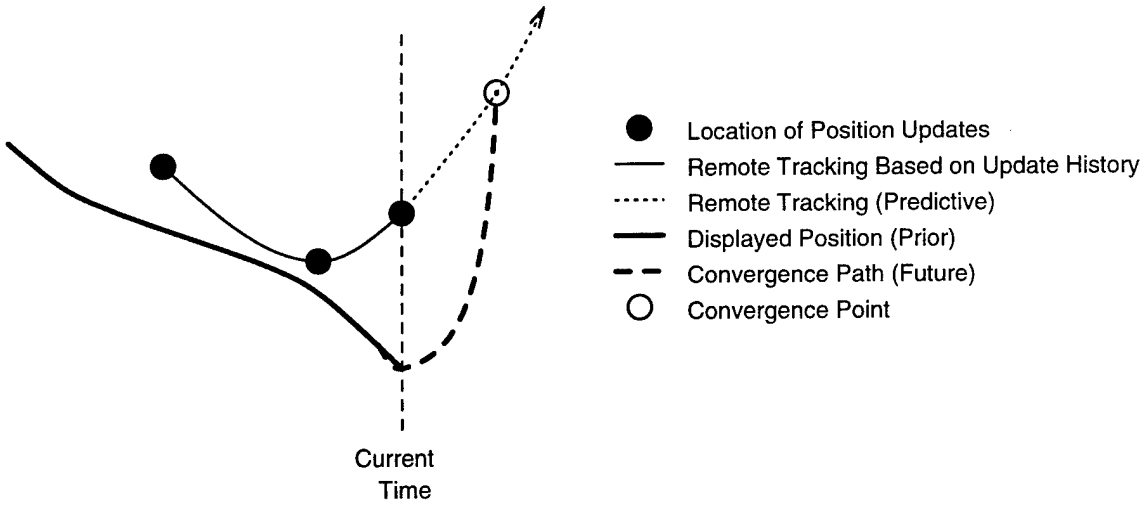 Location of Position Updates
Remote Tracking Based on Update History
Remote Tracking (Predictive)
Displayed Position (Prior)
Convergence Path (Future)
Convergence Point
Current
Time